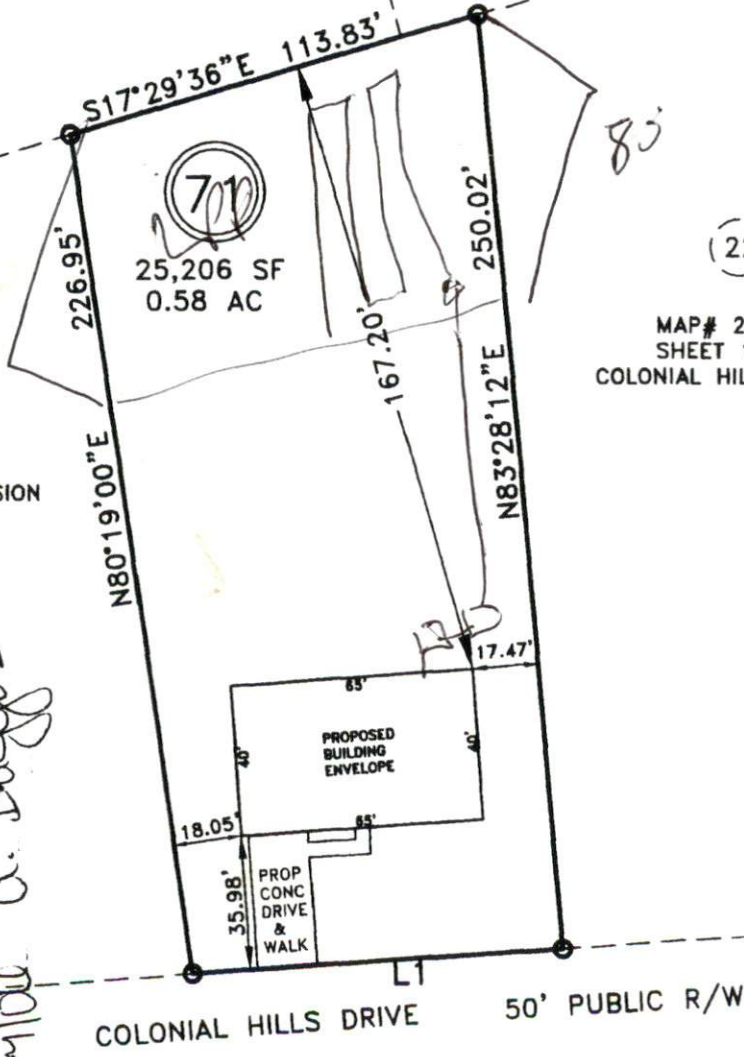 S17°29'36"E 113.83'
71
80'
25,206 SF
0.58 AC
226.95'
250.02'
MAP# 2
SHEET
COLONIAL HIL
167.20'
N83°28'12"E
N80°19'00"E
SION
17.47'
65'
PROPOSED
BUILDING
ENVELOPE
40'
40'
65'
18.05'
35.98'
PROP
CONC
DRIVE
&
WALK
L1
COLONIAL HILLS DRIVE 50' PUBLIC R/W